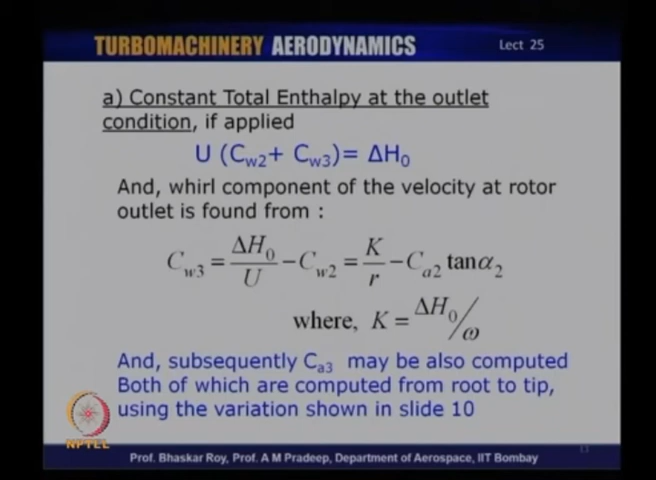 TURBOMACHINERY AERODYNAMICS Lect 25
a) Constant Total Enthalpy at the outlet
condition, if applied
U (Cw2+ Cw3)= ΔH0
And, whirl component of the velocity at rotor
outlet is found from :
Cw3 = ΔH0/U − Cw2 = K/r − Ca2 tanα2
where, K = ΔH0/ω
And, subsequently Ca3 may be also computed
Both of which are computed from root to tip,
using the variation shown in slide 10
NPTEL
Prof. Bhaskar Roy, Prof. A M Pradeep, Department of Aerospace, IIT Bombay